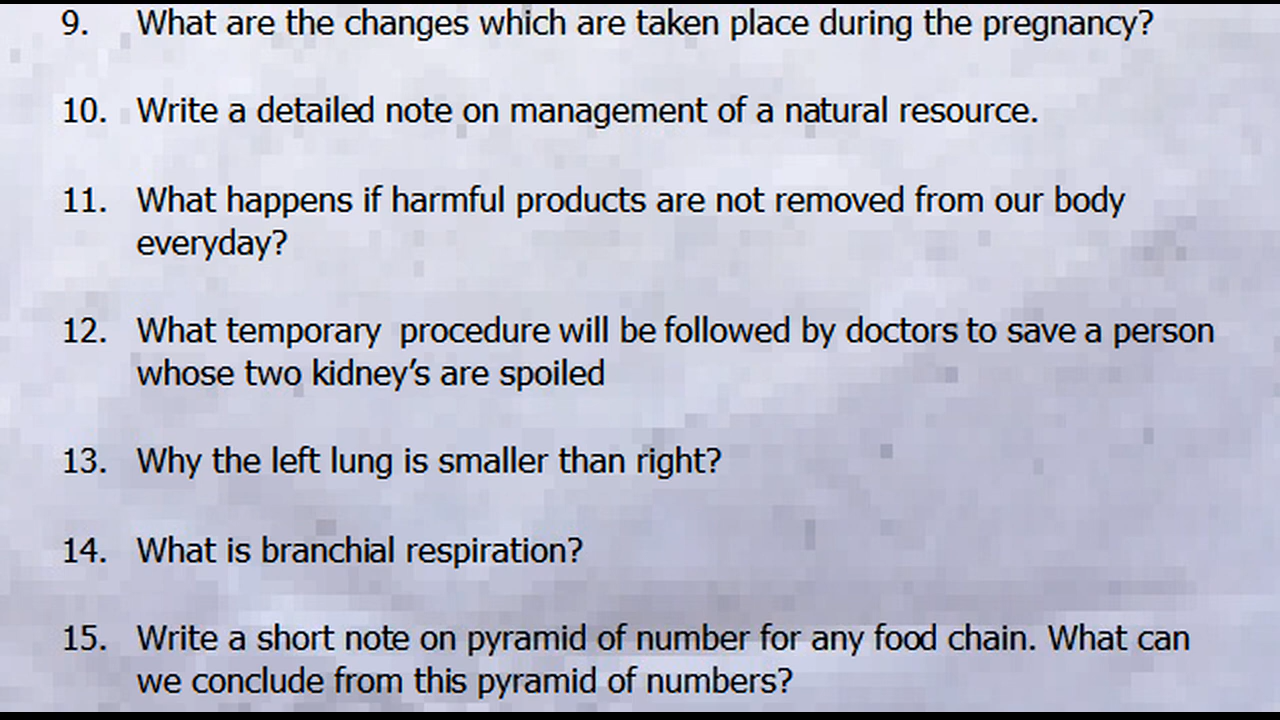 9. What are the changes which are taken place during the pregnancy?
10. Write a detailed note on management of a natural resource.
11. What happens if harmful products are not removed from our body
everyday?
12. What temporary procedure will be followed by doctors to save a person
whose two kidney’s are spoiled
13. Why the left lung is smaller than right?
14. What is branchial respiration?
15. Write a short note on pyramid of number for any food chain. What can
we conclude from this pyramid of numbers?